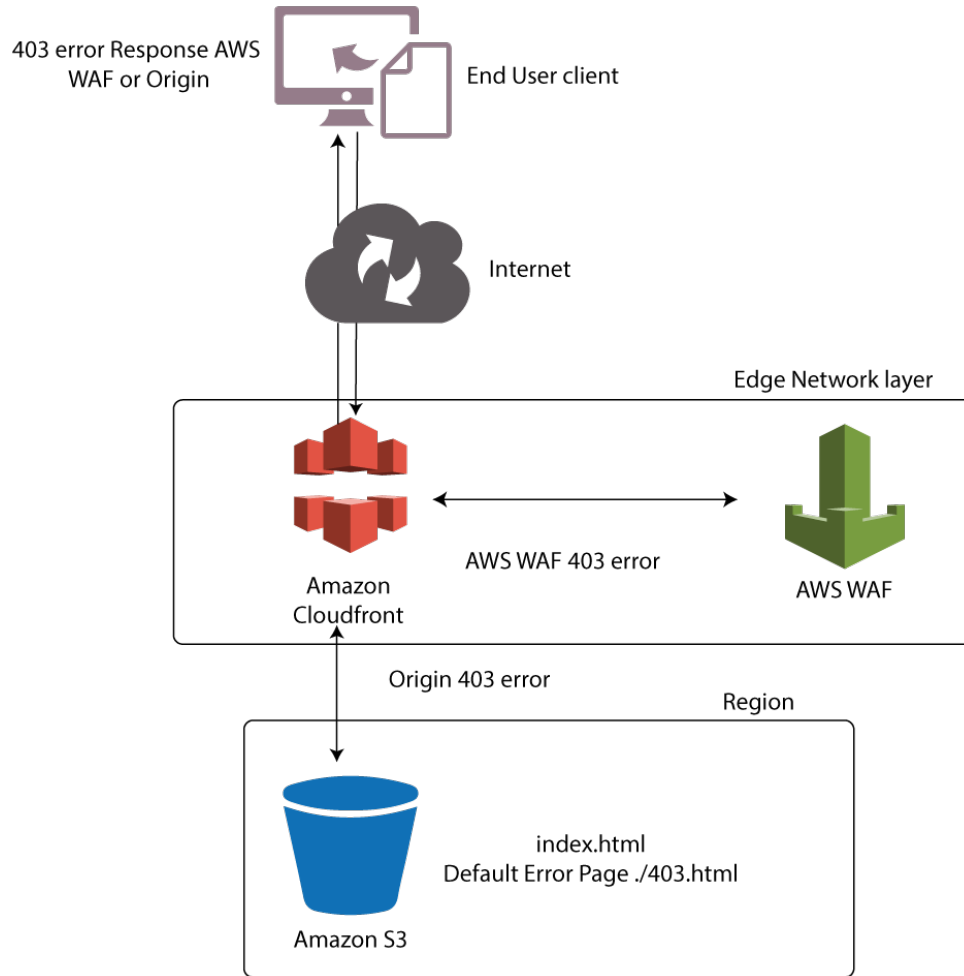 403 error Response AWS
WAF or Origin
End User client
Internet
Edge Network layer
AWS WAF 403 error
Amazon
Cloudfront
AWS WAF
Origin 403 error
Region
index.html
Default Error Page ./403.html
Amazon S3